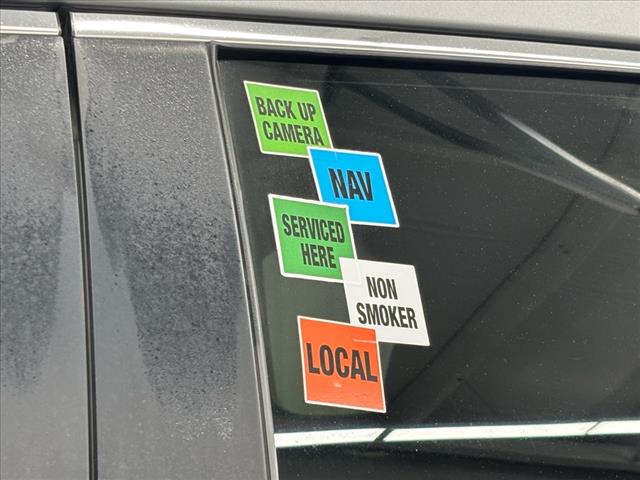 BACK UP
CAMERA
NAV
SERVICED
HERE
NON
SMOKER
LOCAL